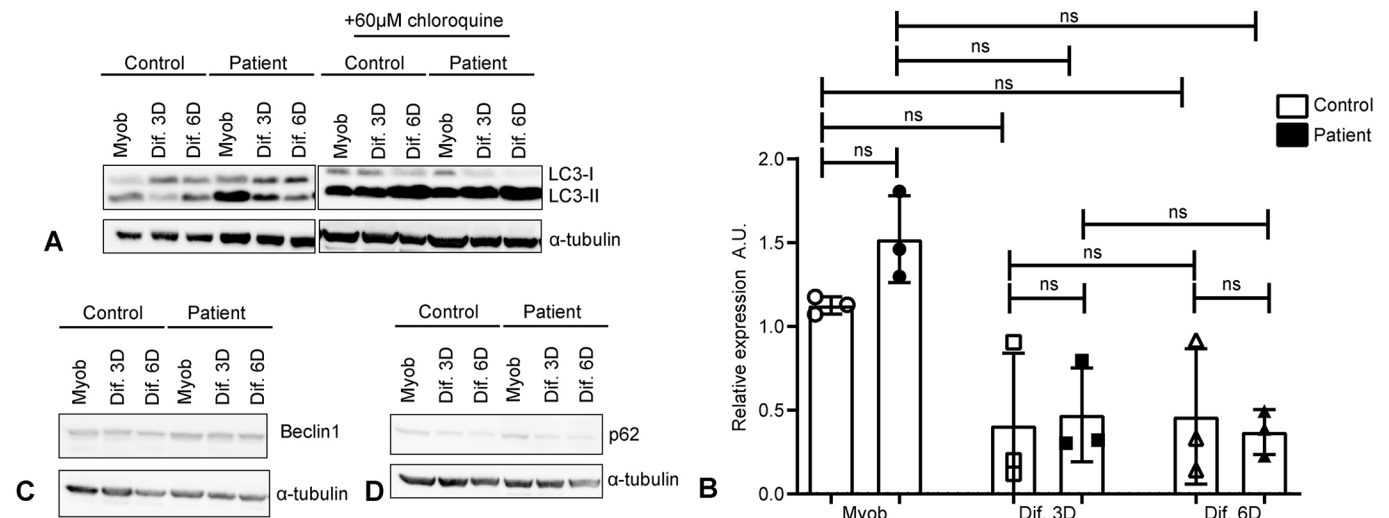 +60µM chloroquine
Control Patient Control Patient
Myob Dif. 3D Dif. 6D Myob Dif. 3D Dif. 6D Myob Dif. 3D Dif. 6D Myob Dif. 3D Dif. 6D
LC3-I
LC3-II
α-tubulin
A
Control Patient
Myob Dif. 3D Dif. 6D Myob Dif. 3D Dif. 6D
Beclin1
α-tubulin
C
Control Patient
Myob Dif. 3D Dif. 6D Myob Dif. 3D Dif. 6D
p62
α-tubulin
D
ns
ns
ns
ns
ns
ns
ns
ns
ns
Control
Patient
Relative expression A.U.
2.0
1.5
1.0
0.5
0.0
Myob Dif. 3D Dif. 6D
B